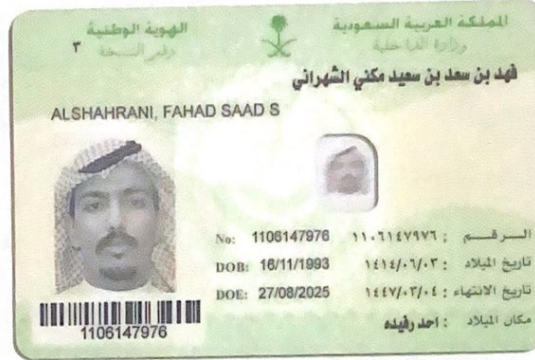 المملكة العربية السعودية
وزارة الداخلية
الهوية الوطنية
رقم النسخة ٣
فهد بن سعد بن سعيد مكني الشهراني
ALSHAHRANI, FAHAD SAAD S
No: 1106147976 الرقم : ١١٠٦١٤٧٩٧٦
DOB: 16/11/1993 تاريخ الميلاد : ١٤١٤/٠٦/٠٣
DOE: 27/08/2025 تاريخ الانتهاء : ١٤٤٧/٠٣/٠٤
مكان الميلاد : احد رفيده
1106147976